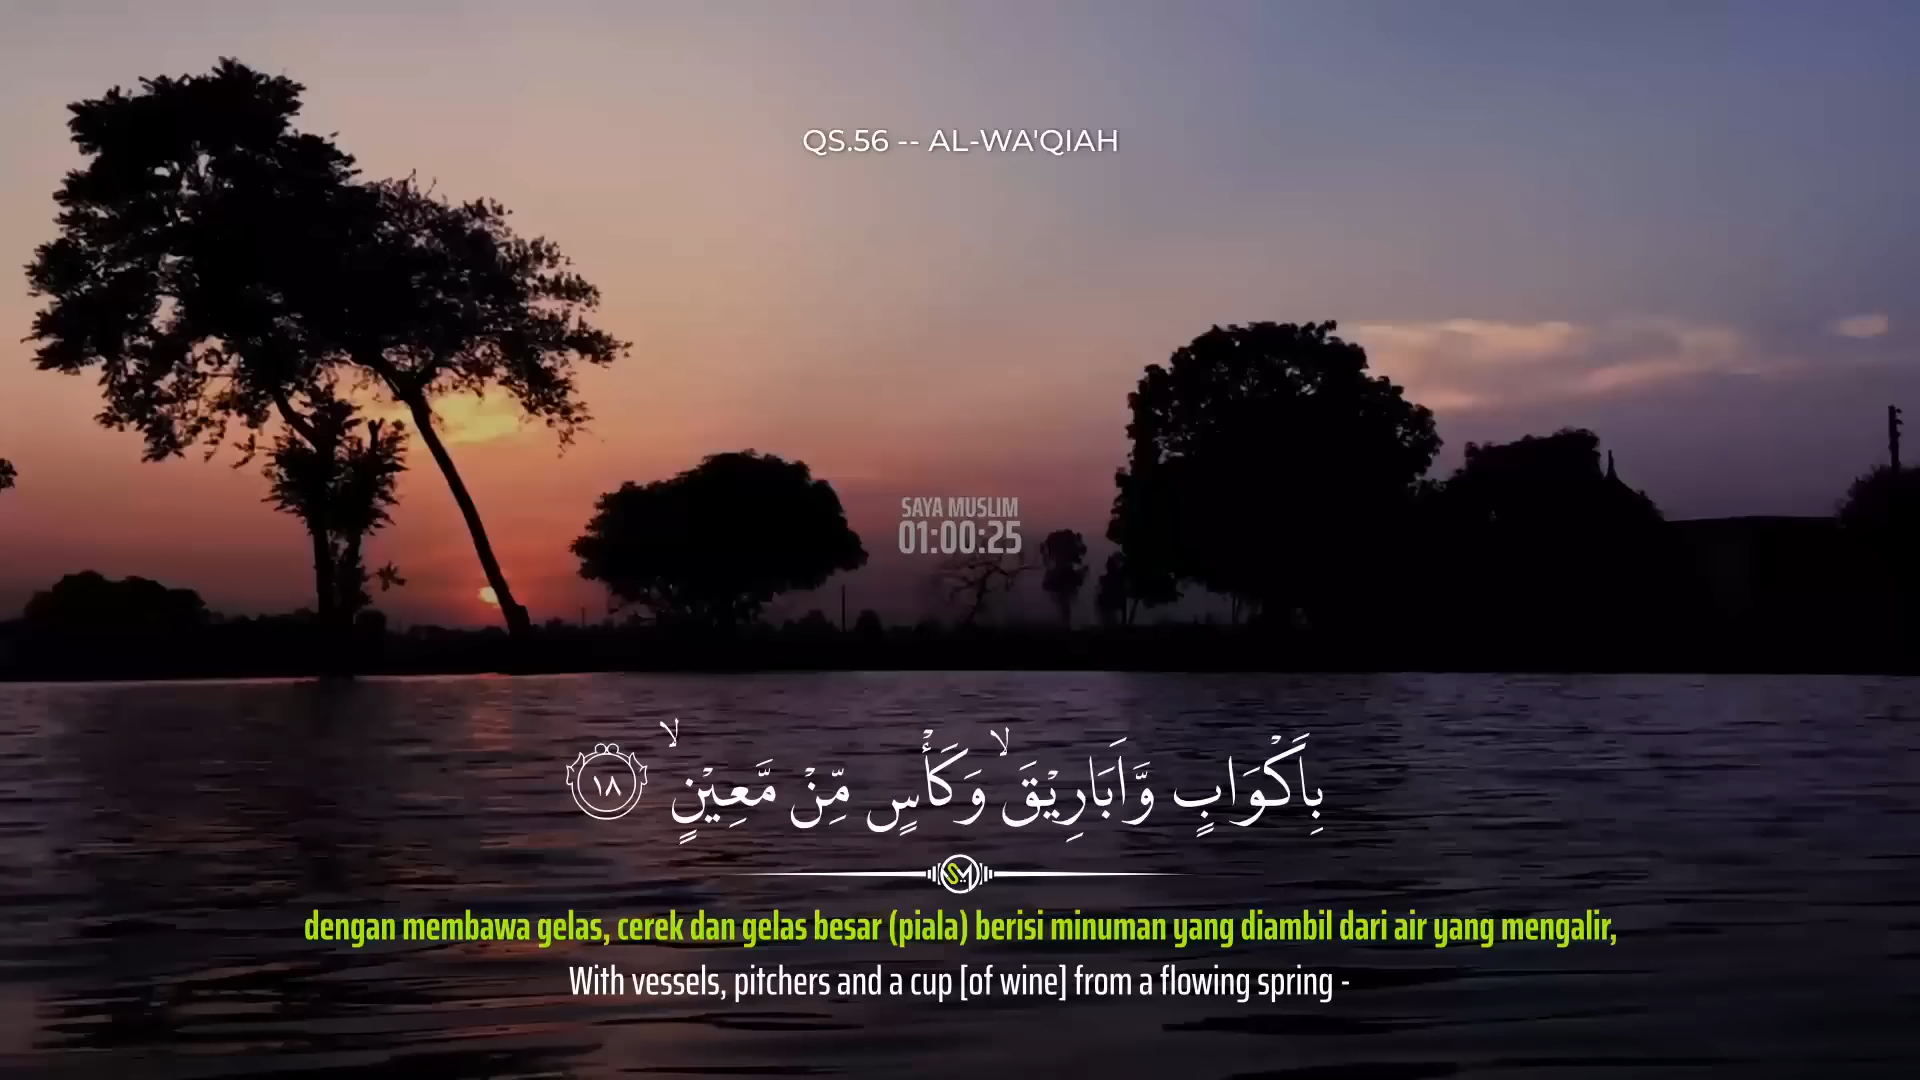 QS.56 -- AL-WA'QIAH
SAYA MUSLIM
01:00:25
بِاَكْوَابٍ وَّاَبَارِيْقَۙ وَكَأْسٍ مِّنْ مَّعِيْنٍۙ ١٨
SM
dengan membawa gelas, cerek dan gelas besar (piala) berisi minuman yang diambil dari air yang mengalir,
With vessels, pitchers and a cup [of wine] from a flowing spring -